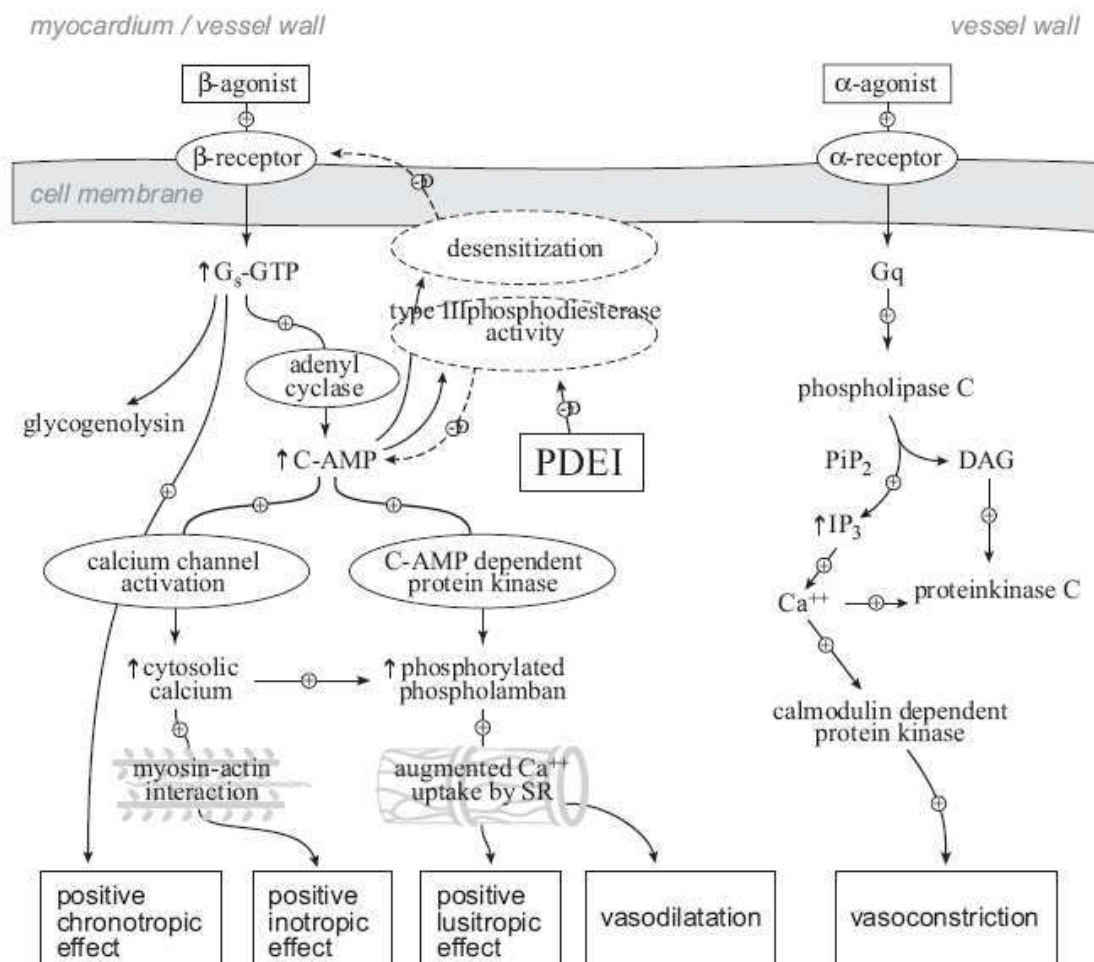 myocardium / vessel wall
vessel wall
β-agonist
α-agonist
β-receptor
α-receptor
cell membrane
desensitization
↑Gs-GTP
Gq
type IIIphosphodiesterase
activity
adenyl
cyclase
phospholipase C
glycogenolysin
↑C-AMP
PDEI
PiP2
DAG
↑IP3
calcium channel
activation
C-AMP dependent
protein kinase
Ca++
proteinkinase C
↑cytosolic
calcium
↑phosphorylated
phospholamban
calmodulin dependent
protein kinase
myosin-actin
interaction
augmented Ca++
uptake by SR
positive
chronotropic
effect
positive
inotropic
effect
positive
lusitropic
effect
vasodilatation
vasoconstriction